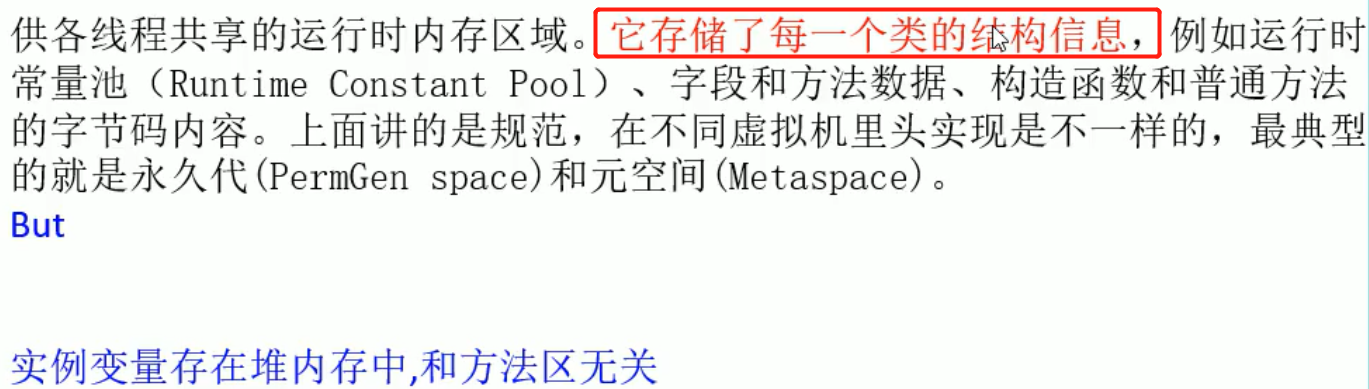 供各线程共享的运行时内存区域。它存储了每一个类的结构信息，例如运行时
常量池（Runtime Constant Pool）、字段和方法数据、构造函数和普通方法
的字节码内容。上面讲的是规范，在不同虚拟机里头实现是不一样的，最典型
的就是永久代(PermGen space)和元空间(Metaspace)。
But
实例变量存在堆内存中,和方法区无关